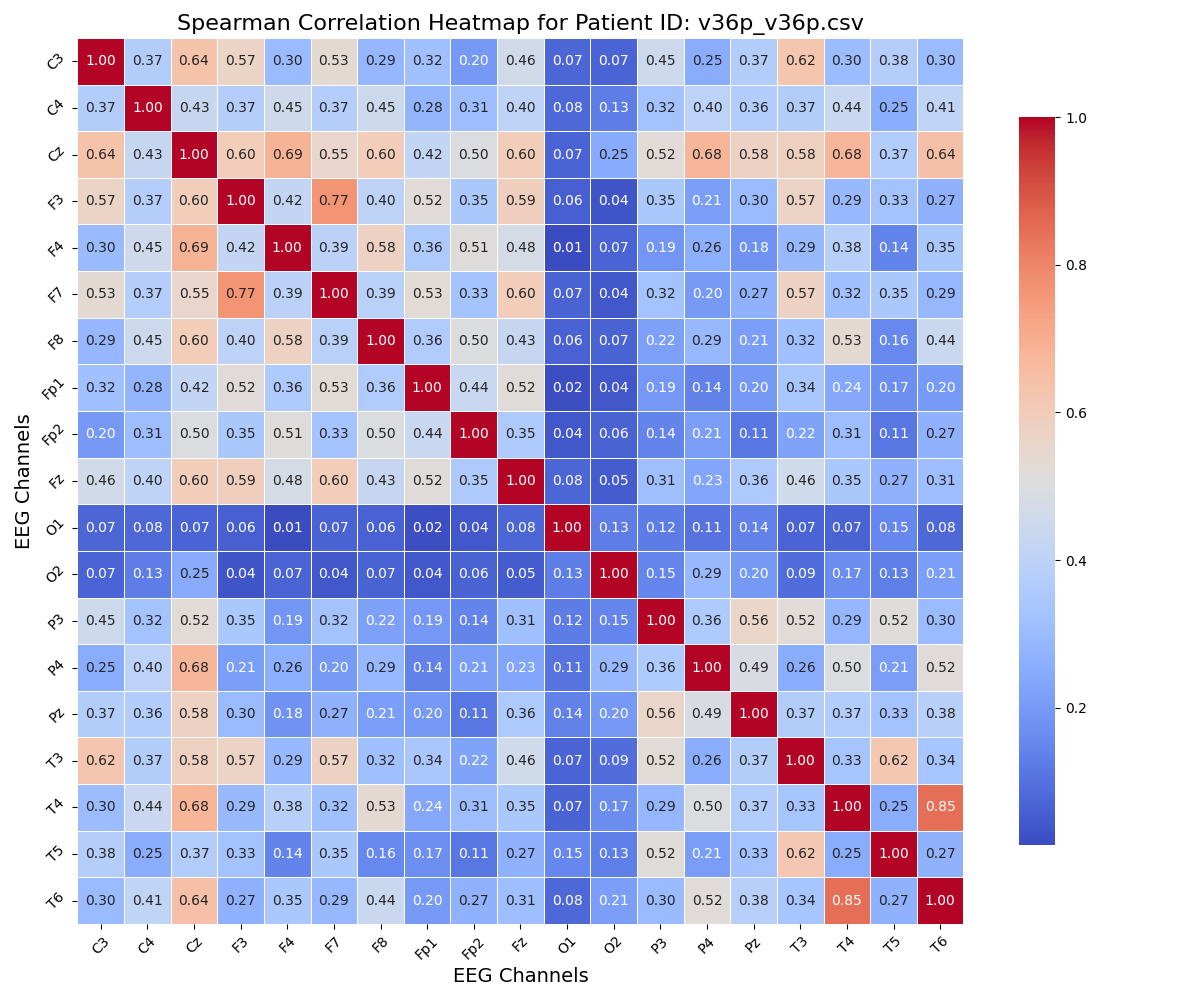 Spearman Correlation Heatmap for Patient ID: v36p_v36p.csv
C3 1.00 0.37 0.64 0.57 0.30 0.53 0.29 0.32 0.20 0.46 0.07 0.07 0.45 0.25 0.37 0.62 0.30 0.38 0.30
C4 0.37 1.00 0.43 0.37 0.45 0.37 0.45 0.28 0.31 0.40 0.08 0.13 0.32 0.40 0.36 0.37 0.44 0.25 0.41
Cz 0.64 0.43 1.00 0.60 0.69 0.55 0.60 0.42 0.50 0.60 0.07 0.25 0.52 0.68 0.58 0.58 0.68 0.37 0.64
F3 0.57 0.37 0.60 1.00 0.42 0.77 0.40 0.52 0.35 0.59 0.06 0.04 0.35 0.21 0.30 0.57 0.29 0.33 0.27
F4 0.30 0.45 0.69 0.42 1.00 0.39 0.58 0.36 0.51 0.48 0.01 0.07 0.19 0.26 0.18 0.29 0.38 0.14 0.35
F7 0.53 0.37 0.55 0.77 0.39 1.00 0.39 0.53 0.33 0.60 0.07 0.04 0.32 0.20 0.27 0.57 0.32 0.35 0.29
F8 0.29 0.45 0.60 0.40 0.58 0.39 1.00 0.36 0.50 0.43 0.06 0.07 0.22 0.29 0.21 0.32 0.53 0.16 0.44
Fp1 0.32 0.28 0.42 0.52 0.36 0.53 0.36 1.00 0.44 0.52 0.02 0.04 0.19 0.14 0.20 0.34 0.24 0.17 0.20
Fp2 0.20 0.31 0.50 0.35 0.51 0.33 0.50 0.44 1.00 0.35 0.04 0.06 0.14 0.21 0.11 0.22 0.31 0.11 0.27
Fz 0.46 0.40 0.60 0.59 0.48 0.60 0.43 0.52 0.35 1.00 0.08 0.05 0.31 0.23 0.36 0.46 0.35 0.27 0.31
O1 0.07 0.08 0.07 0.06 0.01 0.07 0.06 0.02 0.04 0.08 1.00 0.13 0.12 0.11 0.14 0.07 0.07 0.15 0.08
O2 0.07 0.13 0.25 0.04 0.07 0.04 0.07 0.04 0.06 0.05 0.13 1.00 0.15 0.29 0.20 0.09 0.17 0.13 0.21
P3 0.45 0.32 0.52 0.35 0.19 0.32 0.22 0.19 0.14 0.31 0.12 0.15 1.00 0.36 0.56 0.52 0.29 0.52 0.30
P4 0.25 0.40 0.68 0.21 0.26 0.20 0.29 0.14 0.21 0.23 0.11 0.29 0.36 1.00 0.49 0.26 0.50 0.21 0.52
Pz 0.37 0.36 0.58 0.30 0.18 0.27 0.21 0.20 0.11 0.36 0.14 0.20 0.56 0.49 1.00 0.37 0.37 0.33 0.38
T3 0.62 0.37 0.58 0.57 0.29 0.57 0.32 0.34 0.22 0.46 0.07 0.09 0.52 0.26 0.37 1.00 0.33 0.62 0.34
T4 0.30 0.44 0.68 0.29 0.38 0.32 0.53 0.24 0.31 0.35 0.07 0.17 0.29 0.50 0.37 0.33 1.00 0.25 0.85
T5 0.38 0.25 0.37 0.33 0.14 0.35 0.16 0.17 0.11 0.27 0.15 0.13 0.52 0.21 0.33 0.62 0.25 1.00 0.27
T6 0.30 0.41 0.64 0.27 0.35 0.29 0.44 0.20 0.27 0.31 0.08 0.21 0.30 0.52 0.38 0.34 0.85 0.27 1.00
C3 C4 Cz F3 F4 F7 F8 Fp1 Fp2 Fz O1 O2 P3 P4 Pz T3 T4 T5 T6
EEG Channels
EEG Channels
1.0
0.8
0.6
0.4
0.2